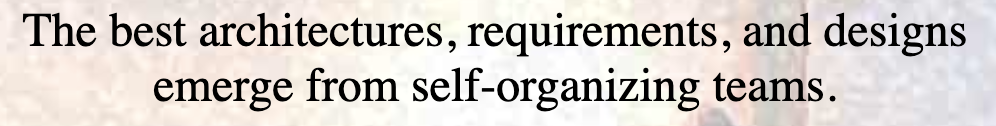 The best architectures, requirements, and designs
emerge from self-organizing teams.